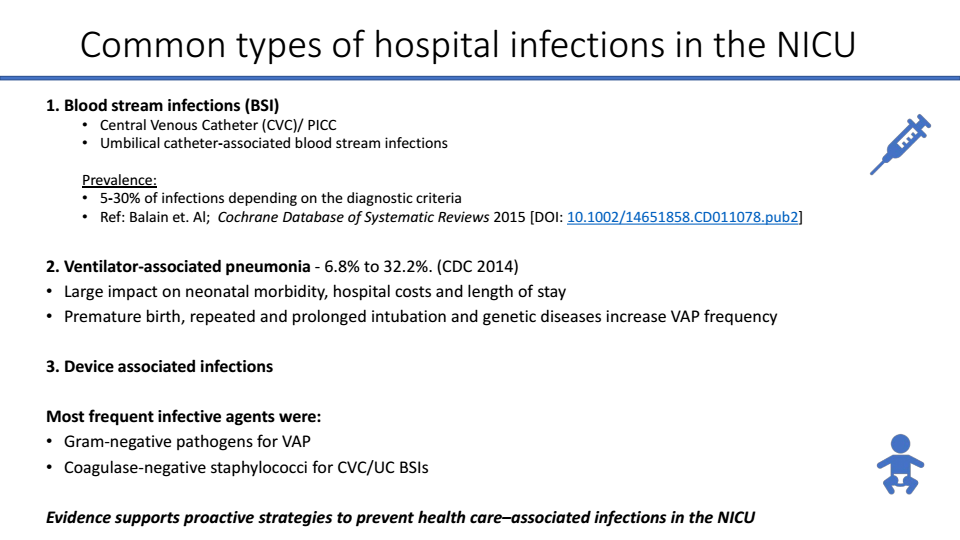 Common types of hospital infections in the NICU
1. Blood stream infections (BSI)
• Central Venous Catheter (CVC)/ PICC
• Umbilical catheter-associated blood stream infections
Prevalence:
• 5-30% of infections depending on the diagnostic criteria
• Ref: Balain et. Al; Cochrane Database of Systematic Reviews 2015 [DOI: 10.1002/14651858.CD011078.pub2]
2. Ventilator-associated pneumonia - 6.8% to 32.2%. (CDC 2014)
• Large impact on neonatal morbidity, hospital costs and length of stay
• Premature birth, repeated and prolonged intubation and genetic diseases increase VAP frequency
3. Device associated infections
Most frequent infective agents were:
• Gram-negative pathogens for VAP
• Coagulase-negative staphylococci for CVC/UC BSIs
Evidence supports proactive strategies to prevent health care–associated infections in the NICU